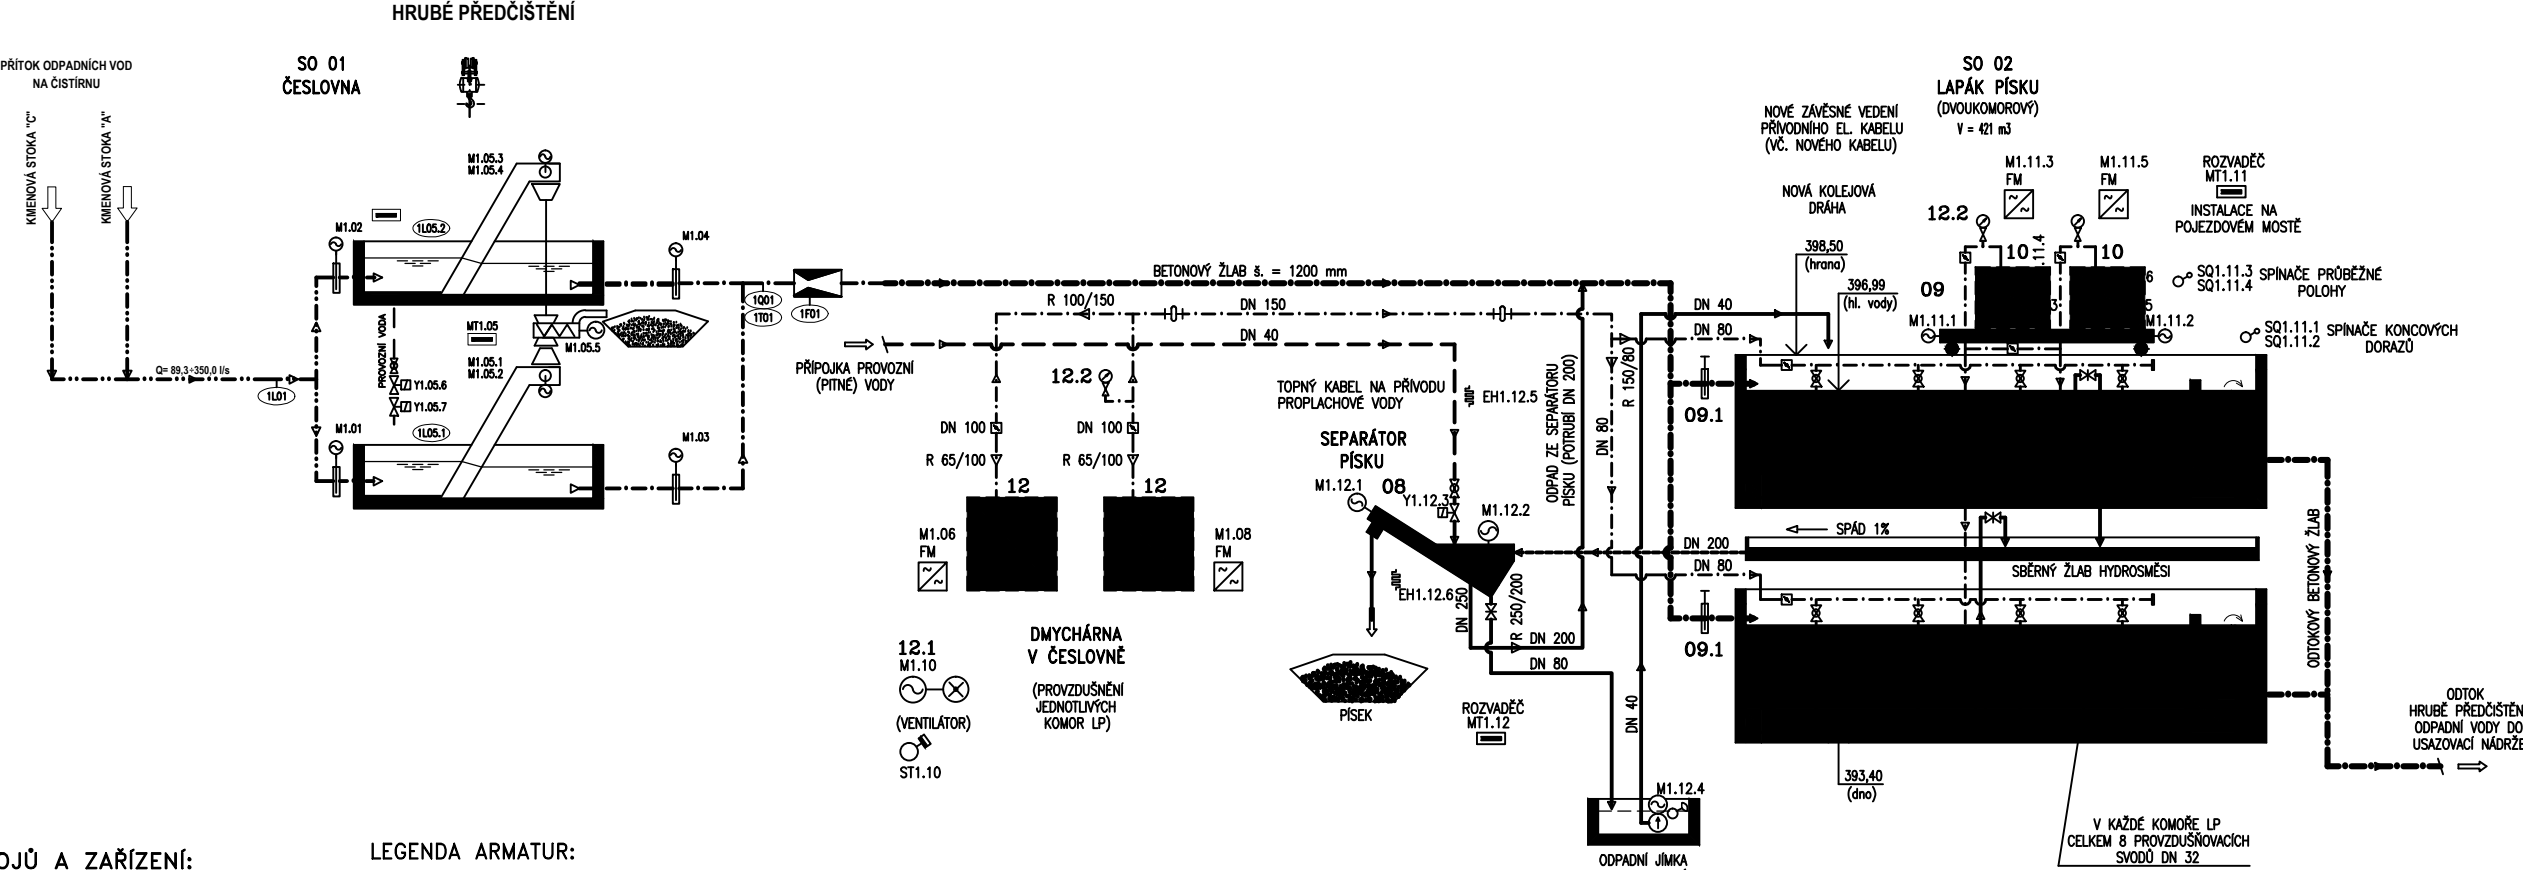 HRUBÉ PŘEDČIŠTĚNÍ
PŘÍTOK ODPADNÍCH VOD
NA ČISTÍRNU
KMENOVÁ STOKA "C"
KMENOVÁ STOKA "A"
SO 01
ČESLOVNA
M1.05.3
M1.05.4
M1.02
1L05.2
M1.04
PROVOZNÍ VODA
MT1.05
M1.05.5
M1.05.1
M1.05.2
Q= 89,3÷350,0 l/s
1L01
Y1.05.6
Y1.05.7
M1.01
1L05.1
M1.03
1Q01
1T01
1F01
BETONOVÝ ŽLAB š. = 1200 mm
R 100/150
DN 150
DN 40
PŘÍPOJKA PROVOZNÍ
(PITNÉ) VODY
12.2
DN 100
DN 100
R 65/100
R 65/100
12
12
M1.06
FM
M1.08
FM
12.1
M1.10
(VENTILÁTOR)
ST1.10
DMYCHÁRNA
V ČESLOVNĚ
(PROVZDUŠNĚNÍ
JEDNOTLIVÝCH
KOMOR LP)
TOPNÝ KABEL NA PŘÍVODU
PROPLACHOVÉ VODY
EH1.12.5
SEPARÁTOR
PÍSKU
08
M1.12.1
Y1.12.3
M1.12.2
EH1.12.6
DN 250
R 250/200
DN 200
DN 80
ODPAD ZE SEPARÁTORU
PÍSKU (POTRUBÍ DN 200)
DN 80
R 150/80
PÍSEK
ROZVADĚČ
MT1.12
DN 40
M1.12.4
ODPADNÍ JÍMKA
SO 02
LAPÁK PÍSKU
(DVOUKOMOROVÝ)
V = 421 m3
NOVÉ ZÁVĚSNÉ VEDENÍ
PŘÍVODNÍHO EL. KABELU
(VČ. NOVÉHO KABELU)
NOVÁ KOLEJOVÁ
DRÁHA
398,50
(hrana)
396,99
(hl. vody)
M1.11.3
FM
M1.11.5
FM
ROZVADĚČ
MT1.11
INSTALACE NA
POJEZDOVÉM MOSTĚ
12.2
10
11.4
10
09
3
6
5
M1.11.1
M1.11.2
SQ1.11.3
SQ1.11.4
SPÍNAČE PRŮBĚŽNÉ
POLOHY
SQ1.11.1
SQ1.11.2
SPÍNAČE KONCOVÝCH
DORAZŮ
DN 40
DN 80
09.1
SPÁD 1%
DN 200
DN 80
SBĚRNÝ ŽLAB HYDROSMĚSI
09.1
ODTOKOVÝ BETONOVÝ ŽLAB
393,40
(dno)
ODTOK
HRUBĚ PŘEDČIŠTĚN
ODPADNÍ VODY DO
USAZOVACÍ NÁDRŽE
V KAŽDÉ KOMOŘE LP
CELKEM 8 PROVZDUŠŇOVACÍCH
SVODŮ DN 32
OJŮ A ZAŘÍZENÍ:
LEGENDA ARMATUR: